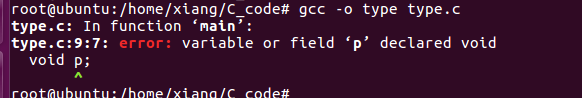 root@ubuntu:/home/xiang/C_code# gcc -o type type.c
type.c: In function ‘main’:
type.c:9:7: error: variable or field ‘p’ declared void
  void p;
       ^
root@ubuntu:/home/xiang/C_code#